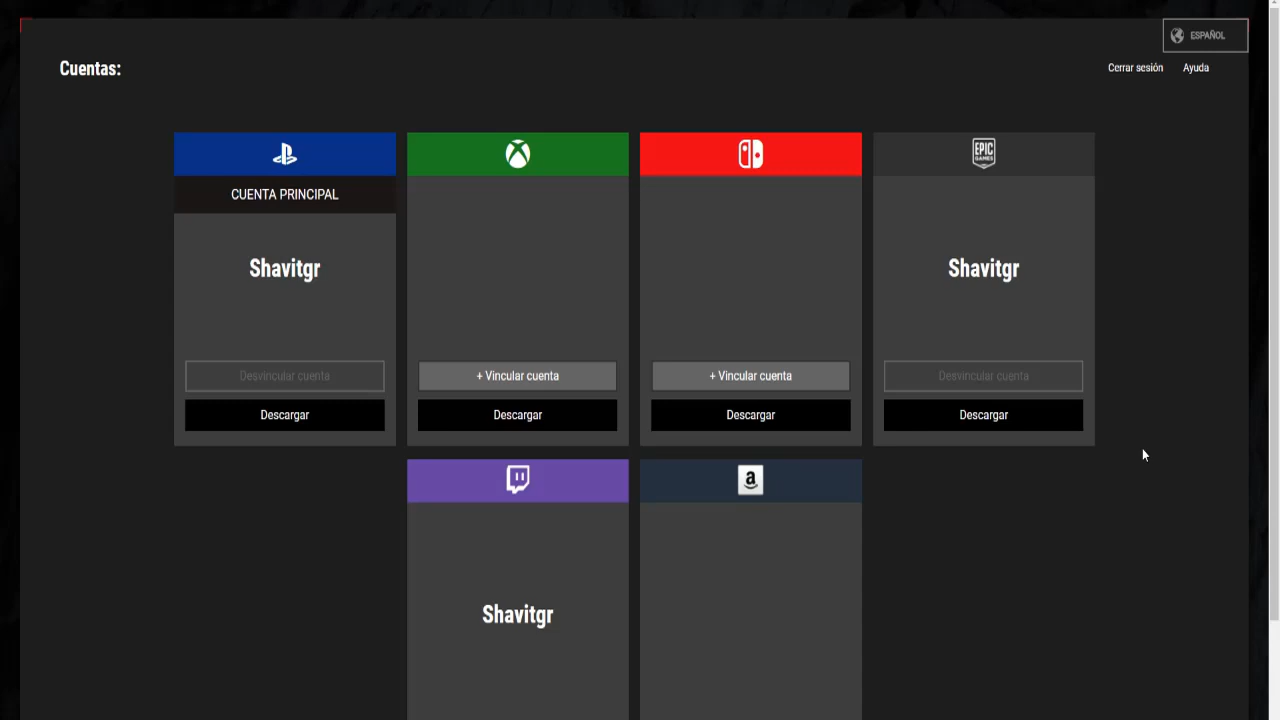 ESPAÑOL
Cuentas:
Cerrar sesión Ayuda
EPIC
GAMES
CUENTA PRINCIPAL
Shavitgr
Shavitgr
Desvincular cuenta
+ Vincular cuenta
+ Vincular cuenta
Desvincular cuenta
Descargar
Descargar
Descargar
Descargar
a
Shavitgr